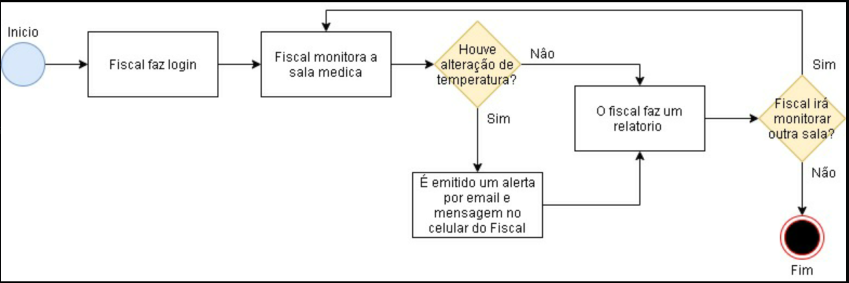 Inicio
Fiscal faz login
Fiscal monitora a
sala medica
Houve
alteração de
temperatura?
Nâo
Sim
É emitido um alerta
por email e
mensagem no
celular do Fiscal
O fiscal faz um
relatorio
Sim
Fiscal irá
monitorar
outra sala?
Não
Fim